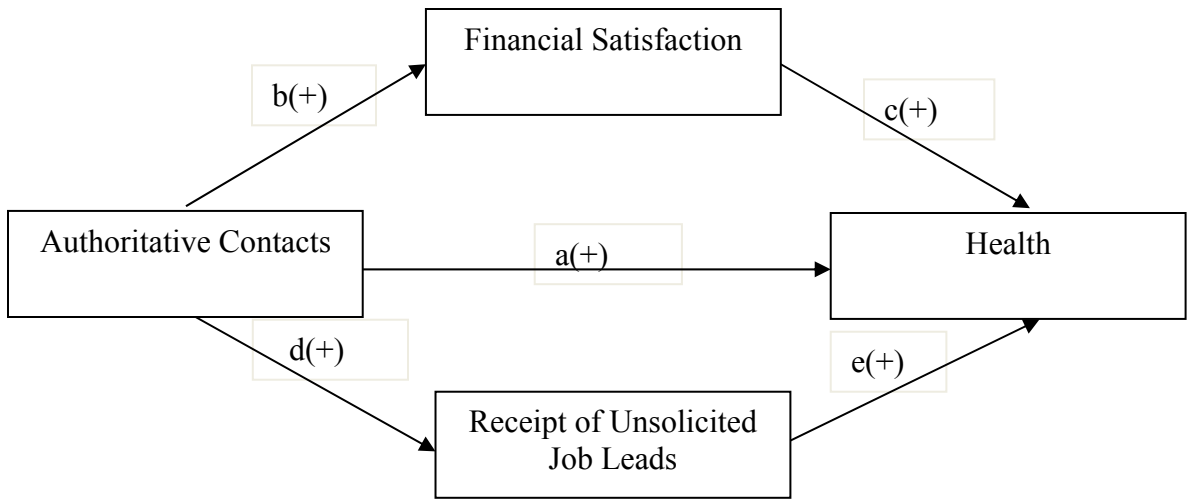 Financial Satisfaction
b(+)
c(+)
Authoritative Contacts
a(+)
Health
d(+)
e(+)
Receipt of Unsolicited
Job Leads